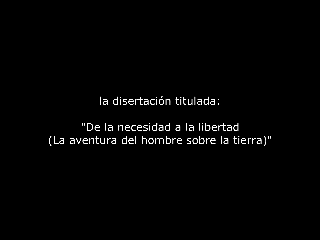 la disertación titulada:
"De la necesidad a la libertad
(La aventura del hombre sobre la tierra)"